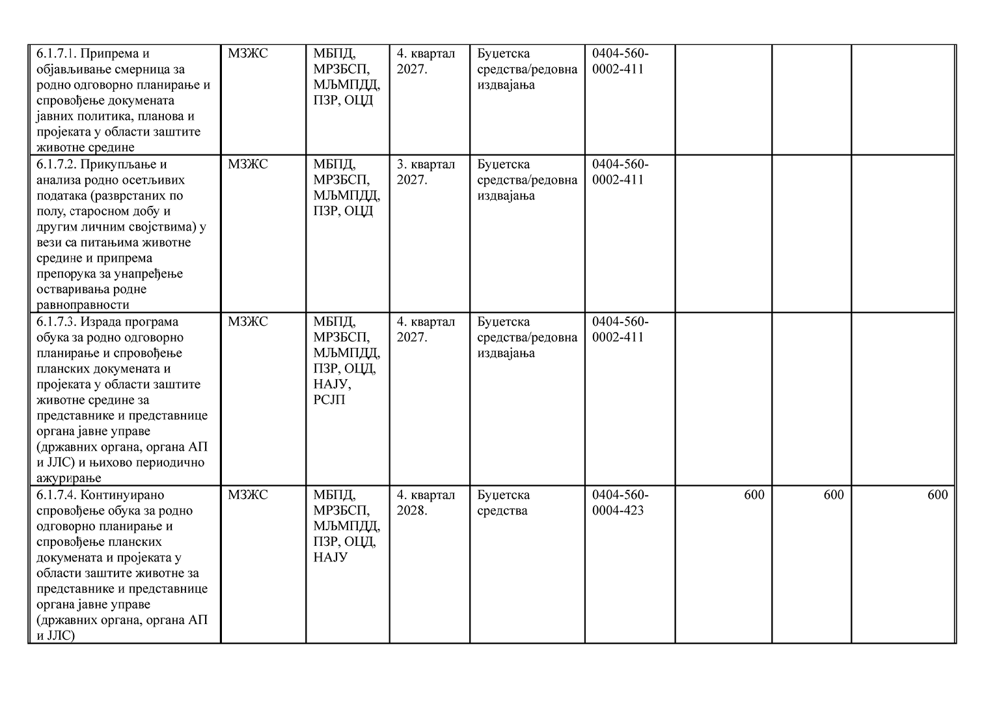 6.1.7.1. Припрема и
објављивање смерница за
родно одговорно планирање и
спровођење докумената
јавних политика, планова и
пројеката у области заштите
животне средине
МЗЖС
МБПД,
МРЗБСП,
МЉМПДД,
ПЗР, ОЦД
4. квартал
2027.
Буџетска
средства/редовна
издвајања
0404-560-
0002-411
6.1.7.2. Прикупљање и
анализа родно осетљивих
података (разврстаних по
полу, старосном добу и
другим личним својствима) у
вези са питањима животне
средине и припрема
препорука за унапређење
остваривања родне
равноправности
МЗЖС
МБПД,
МРЗБСП,
МЉМПДД,
ПЗР, ОЦД
3. квартал
2027.
Буџетска
средства/редовна
издвајања
0404-560-
0002-411
6.1.7.3. Израда програма
обука за родно одговорно
планирање и спровођење
планских докумената и
пројеката у области заштите
животне средине за
представнике и представнице
органа јавне управе
(државних органа, органа АП
и ЈЛС) и њихово периодично
ажурирање
МЗЖС
МБПД,
МРЗБСП,
МЉМПДД,
ПЗР, ОЦД,
НАЈУ,
РСЈП
4. квартал
2027.
Буџетска
средства/редовна
издвајања
0404-560-
0002-411
6.1.7.4. Континуирано
спровођење обука за родно
одговорно планирање и
спровођење планских
докумената и пројеката у
области заштите животне за
представнике и представнице
органа јавне управе
(државних органа, органа АП
и ЈЛС)
МЗЖС
МБПД,
МРЗБСП,
МЉМПДД,
ПЗР, ОЦД,
НАЈУ
4. квартал
2028.
Буџетска
средства
0404-560-
0004-423
600
600
600